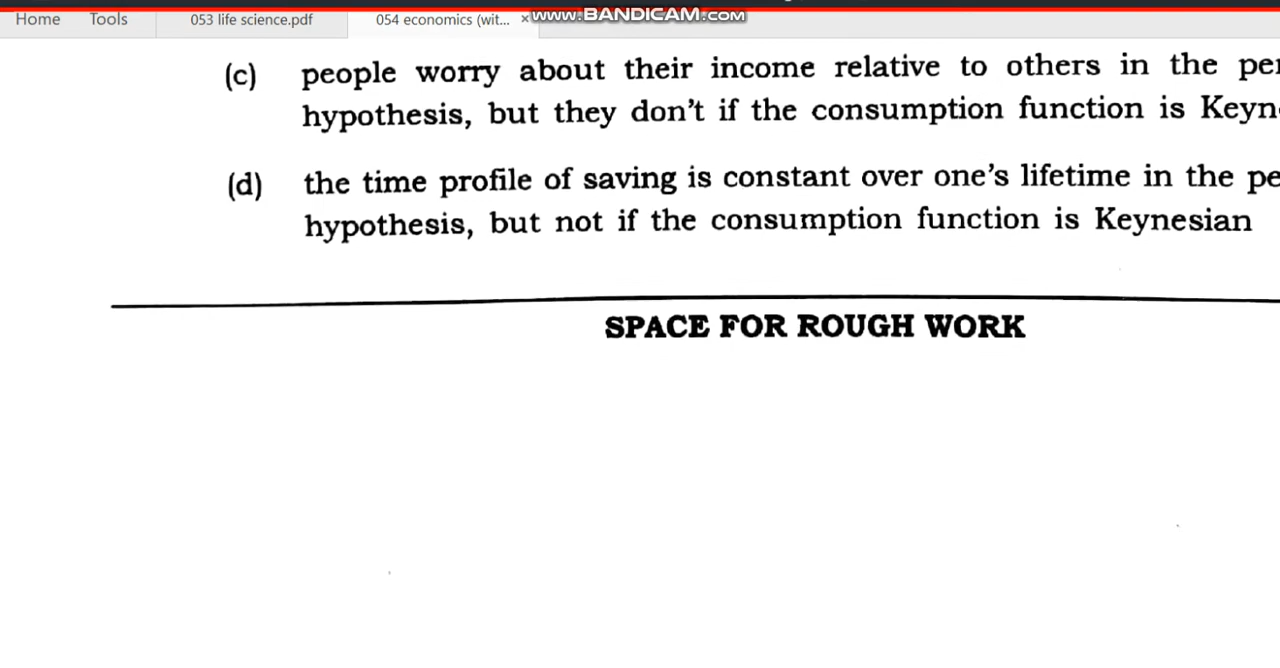 Home Tools 053 life science.pdf 054 economics (wit... × www.BANDICAM.com
(c) people worry about their income relative to others in the
hypothesis, but they don't if the consumption function is
(d) the time profile of saving is constant over one's lifetime in the
hypothesis, but not if the consumption function is Keynesian
SPACE FOR ROUGH WORK